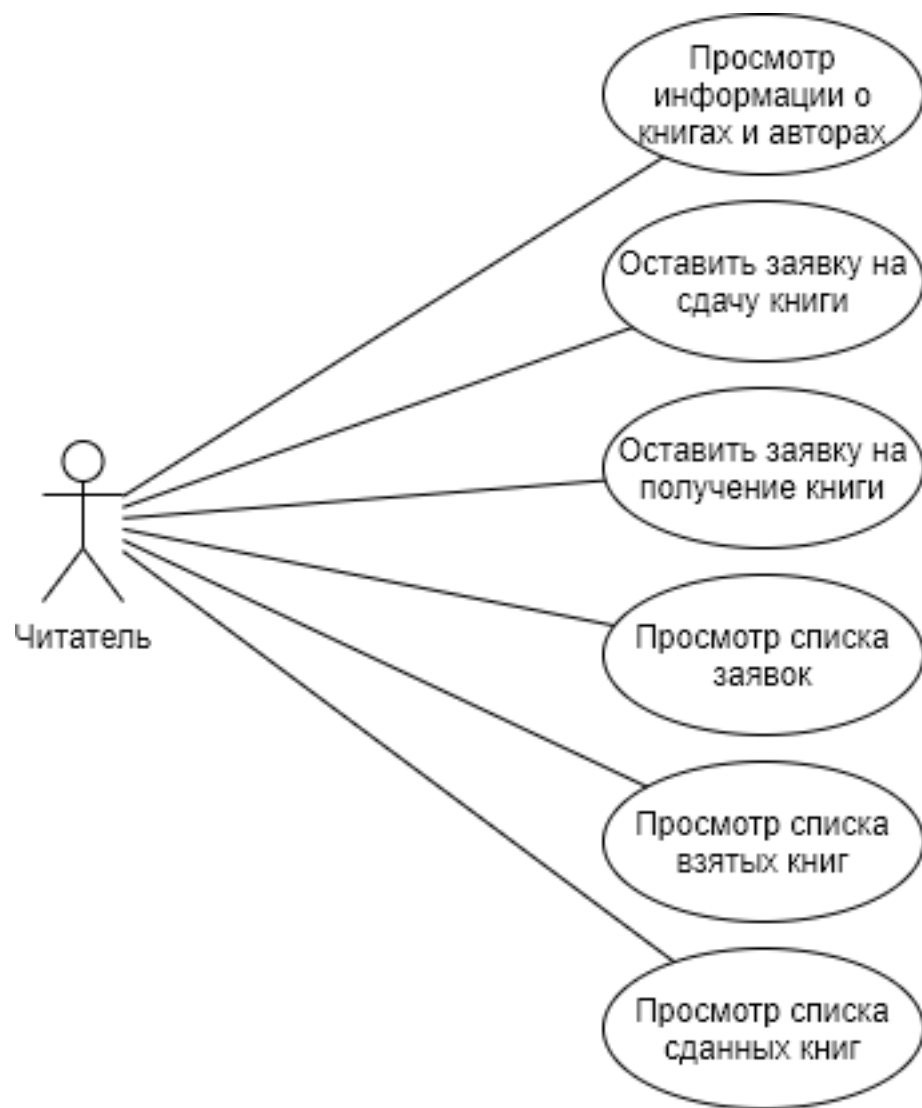 Просмотр
информации о
книгах и авторах
Оставить заявку на
сдачу книги
Оставить заявку на
получение книги
Читатель
Просмотр списка
заявок
Просмотр списка
взятых книг
Просмотр списка
сданных книг